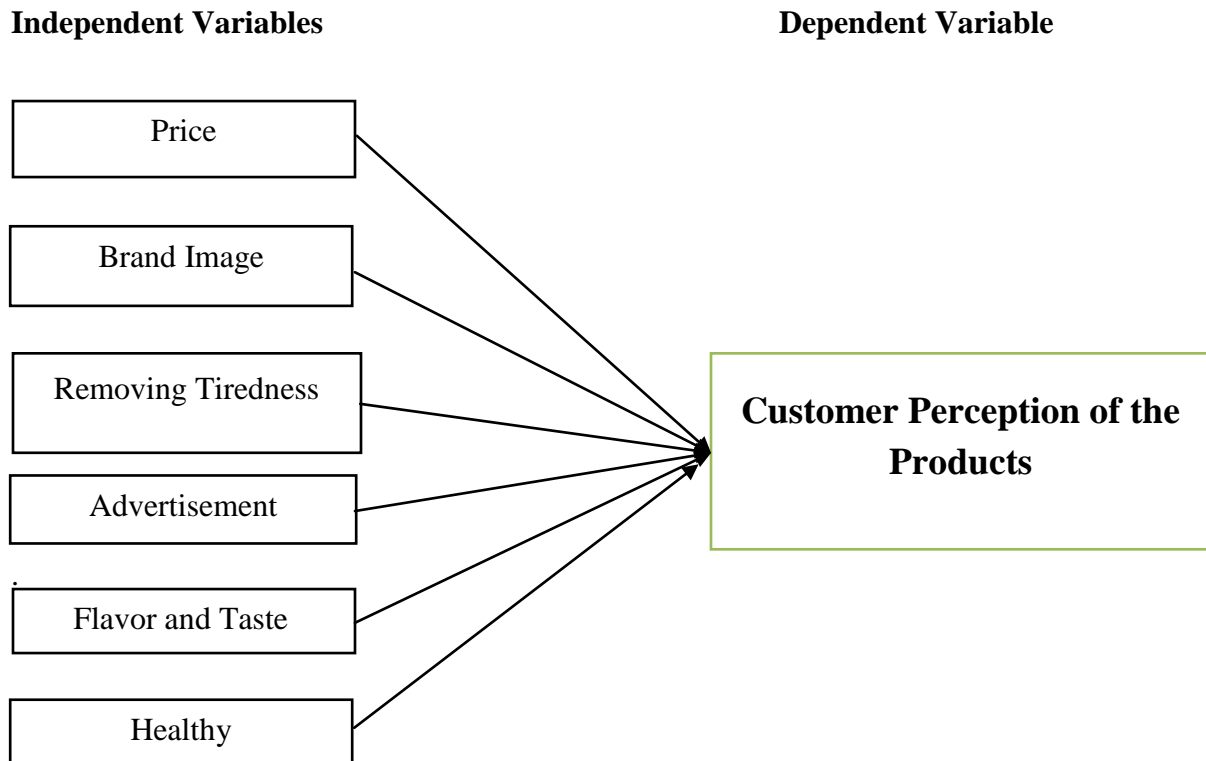 Independent Variables
Dependent Variable
Price
Brand Image
Removing Tiredness
Customer Perception of the
Products
Advertisement
.
Flavor and Taste
Healthy